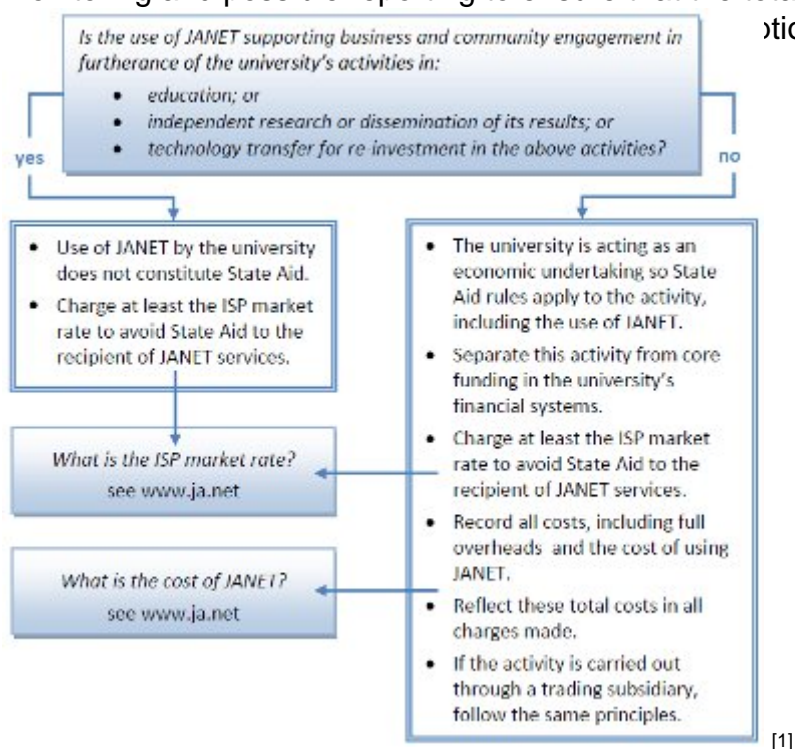 Is the use of JANET supporting business and community engagement in
furtherance of the university's activities in:
• education; or
• independent research or dissemination of its results; or
• technology transfer for re-investment in the above activities?
yes
no
• Use of JANET by the university
does not constitute State Aid.
• Charge at least the ISP market
rate to avoid State Aid to the
recipient of JANET services.
What is the ISP market rate?
see www.ja.net
What is the cost of JANET?
see www.ja.net
• The university is acting as an
economic undertaking so State
Aid rules apply to the activity,
including the use of JANET.
• Separate this activity from core
funding in the university's
financial systems.
• Charge at least the ISP market
rate to avoid State Aid to the
recipient of JANET services.
• Record all costs, including full
overheads and the cost of using
JANET.
• Reflect these total costs in all
charges made.
• If the activity is carried out
through a trading subsidiary,
follow the same principles.
[1]